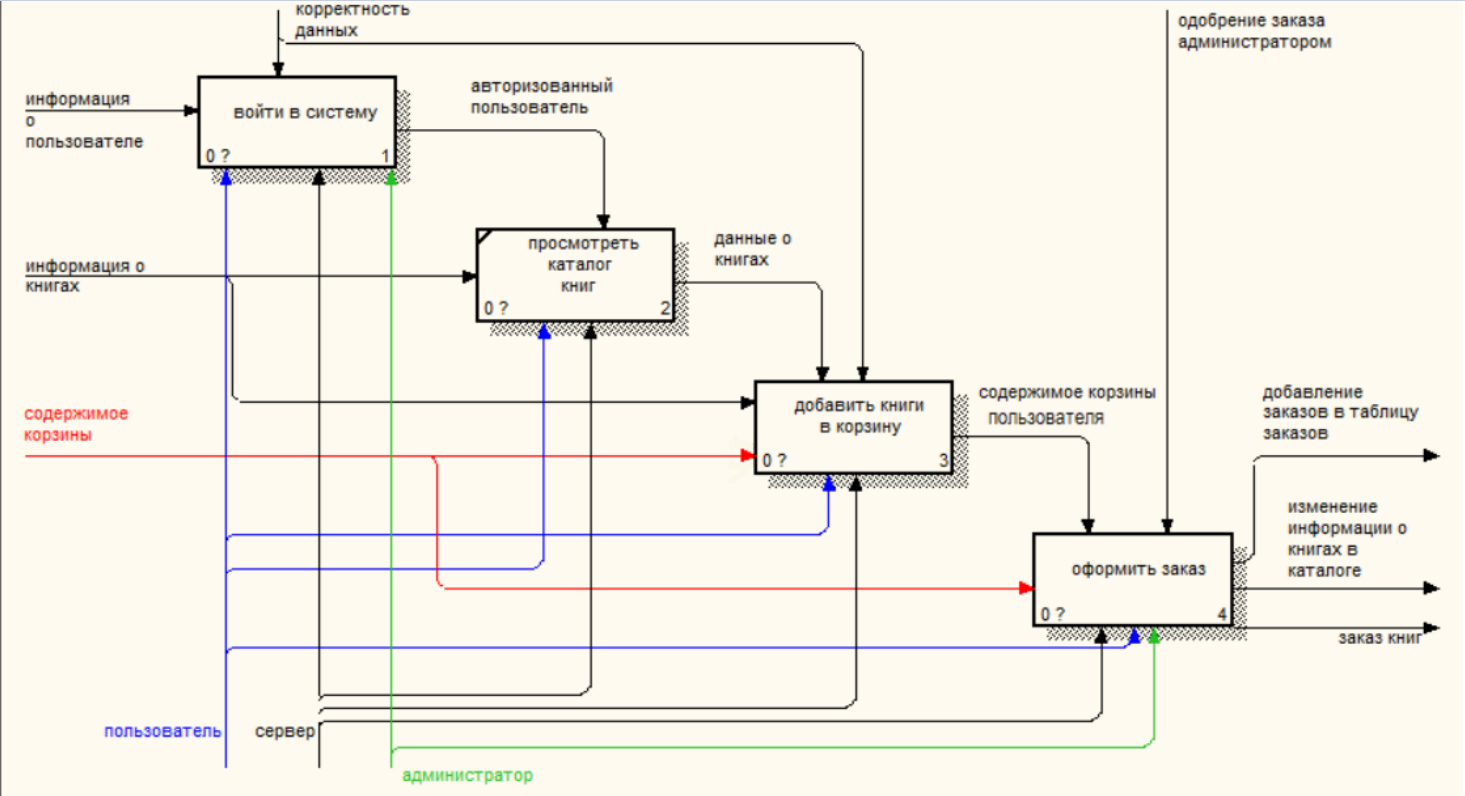 корректность
данных
одобрение заказа
администратором
информация
о
пользователе
войти в систему
0 ?
1
авторизованный
пользователь
информация о
книгах
просмотреть
каталог
книг
0 ?
2
данные о
книгах
содержимое
корзины
добавить книги
в корзину
0 ?
3
содержимое корзины
пользователя
добавление
заказов в таблицу
заказов
изменение
информации о
книгах в
каталоге
оформить заказ
0 ?
4
заказ книг
пользователь
сервер
администратор